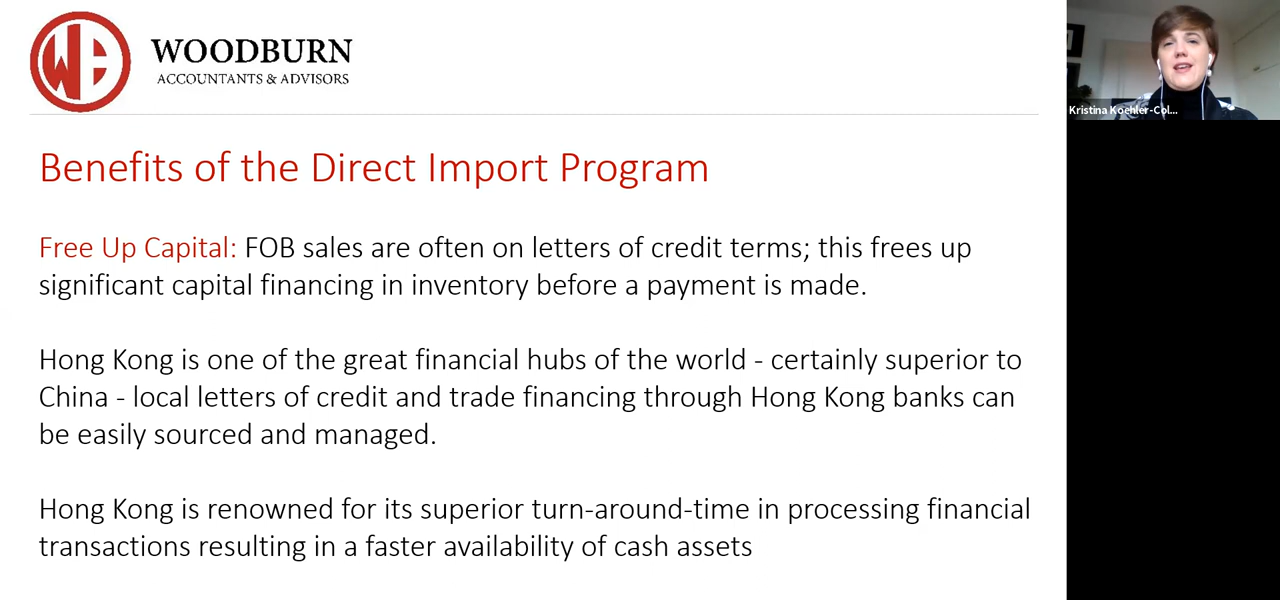 WB
WOODBURN
ACCOUNTANTS & ADVISORS
Kristina Koehler-Col...
Benefits of the Direct Import Program
Free Up Capital: FOB sales are often on letters of credit terms; this frees up
significant capital financing in inventory before a payment is made.
Hong Kong is one of the great financial hubs of the world - certainly superior to
China - local letters of credit and trade financing through Hong Kong banks can
be easily sourced and managed.
Hong Kong is renowned for its superior turn-around-time in processing financial
transactions resulting in a faster availability of cash assets